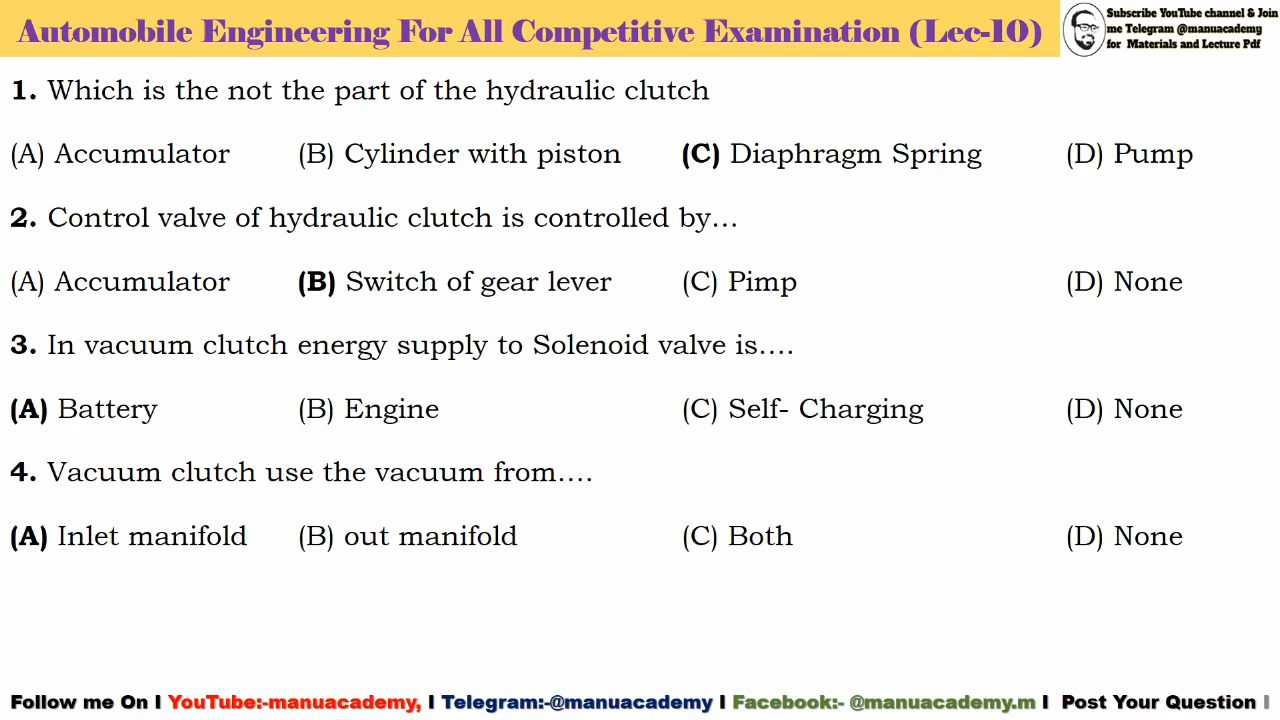 Automobile Engineering For All Competitive Examination (Lec-10)
Subscribe YouTube channel & Join
me Telegram @manuacademy
for Materials and Lecture Pdf
1. Which is the not the part of the hydraulic clutch
(A) Accumulator (B) Cylinder with piston (C) Diaphragm Spring (D) Pump
2. Control valve of hydraulic clutch is controlled by...
(A) Accumulator (B) Switch of gear lever (C) Pimp (D) None
3. In vacuum clutch energy supply to Solenoid valve is....
(A) Battery (B) Engine (C) Self- Charging (D) None
4. Vacuum clutch use the vacuum from....
(A) Inlet manifold (B) out manifold (C) Both (D) None
Follow me On I YouTube:-manuacademy, I Telegram:-@manuacademy I Facebook:- @manuacademy.m I Post Your Question I